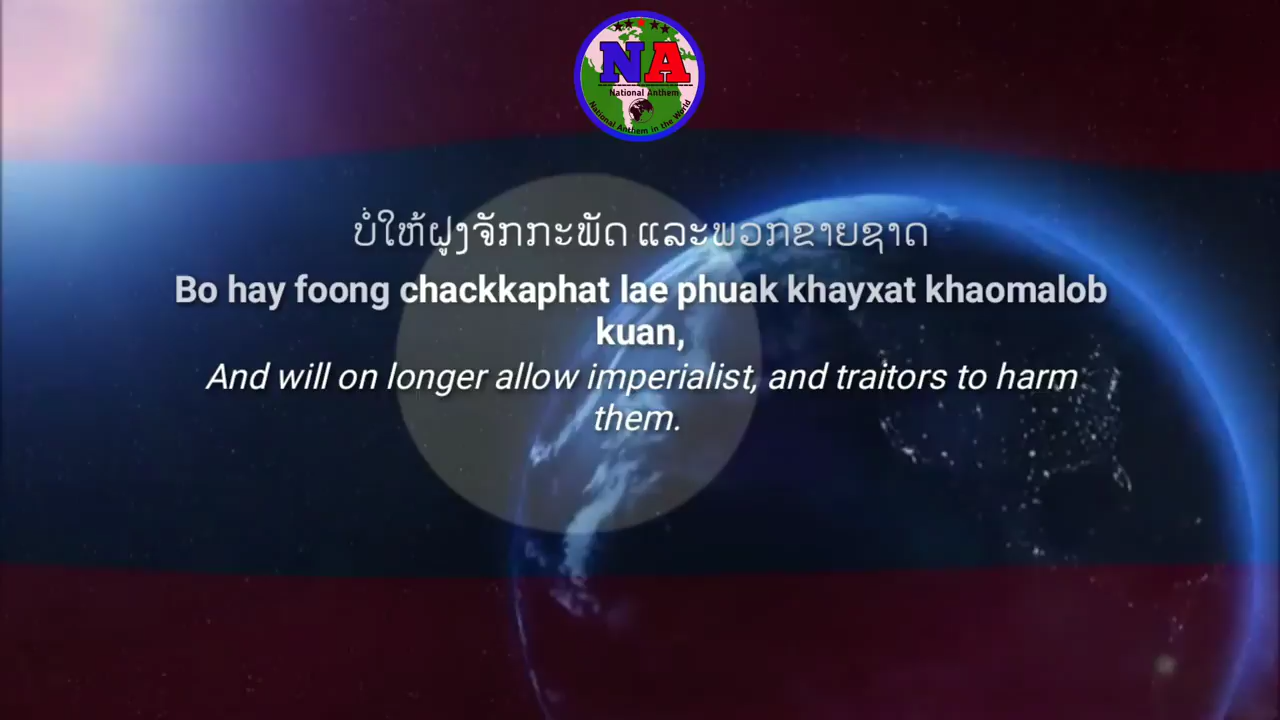 NA
National Anthem
National Anthem in the World
ບໍ່ໃຫ້ຝູງຈັກກະພັດ ແລະພວກຂາຍຊາດ
Bo hay foong chackkaphat lae phuak khayxat khaomalob
kuan,
And will on longer allow imperialist, and traitors to harm
them.